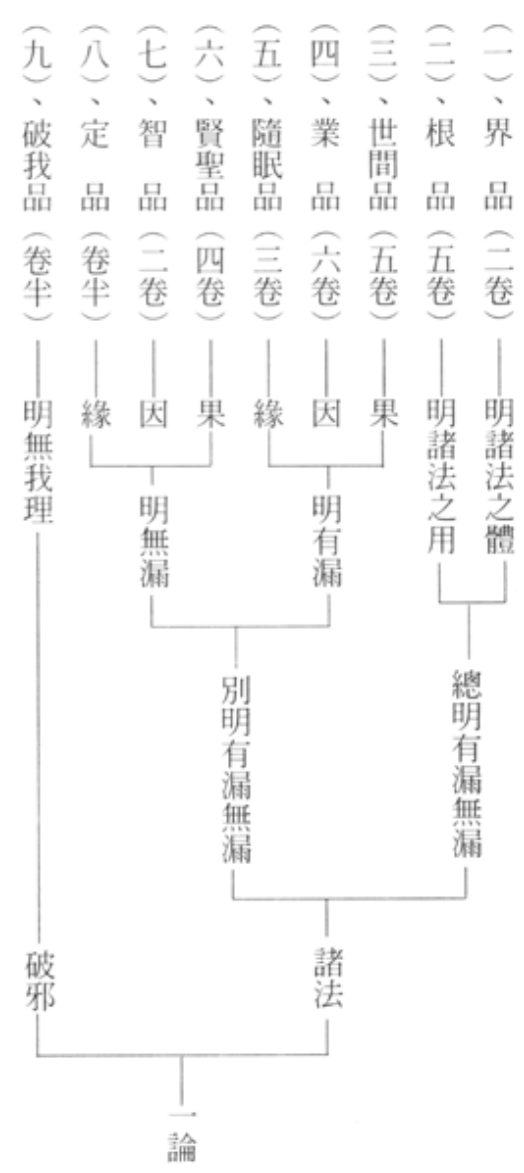 （一）、界　品（二卷）
（二）、根　品（五卷）
（三）、世間品（五卷）
（四）、業　品（六卷）
（五）、隨眠品（三卷）
（六）、賢聖品（四卷）
（七）、智　品（二卷）
（八）、定　品（卷半）
（九）、破我品（卷半）
明諸法之體
明諸法之用
果
因
緣
果
因
緣
明無我理
明有漏
明無漏
總明有漏無漏
別明有漏無漏
諸法
破邪
一論